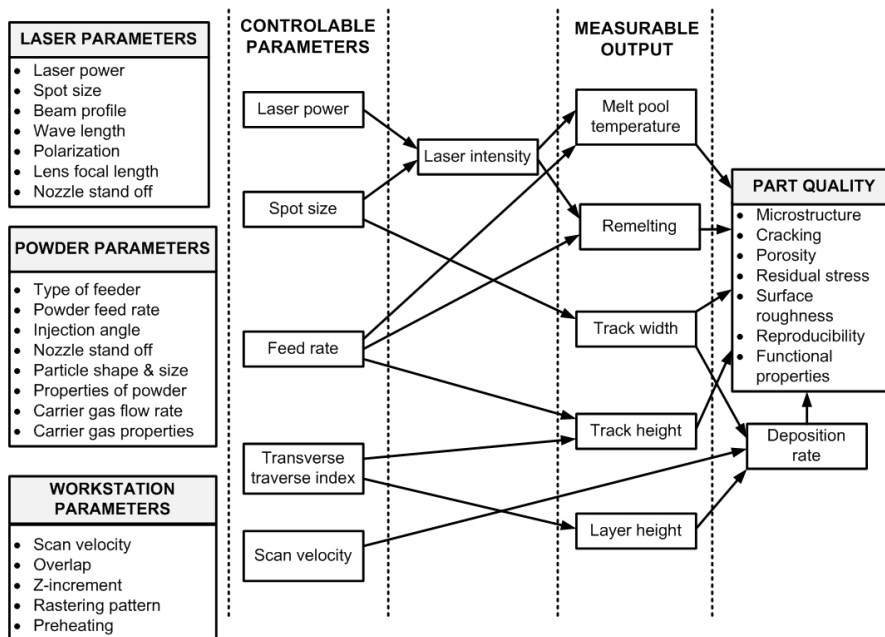 LASER PARAMETERS
• Laser power
• Spot size
• Beam profile
• Wave length
• Polarization
• Lens focal length
• Nozzle stand off
POWDER PARAMETERS
• Type of feeder
• Powder feed rate
• Injection angle
• Nozzle stand off
• Particle shape & size
• Properties of powder
• Carrier gas flow rate
• Carrier gas properties
WORKSTATION
PARAMETERS
• Scan velocity
• Overlap
• Z-increment
• Rastering pattern
• Preheating
CONTROLABLE
PARAMETERS
Laser power
Spot size
Feed rate
Transverse
traverse index
Scan velocity
Laser intensity
MEASURABLE
OUTPUT
Melt pool
temperature
Remelting
Track width
Track height
Layer height
PART QUALITY
• Microstructure
• Cracking
• Porosity
• Residual stress
• Surface
roughness
• Reproducibility
• Functional
properties
Deposition
rate